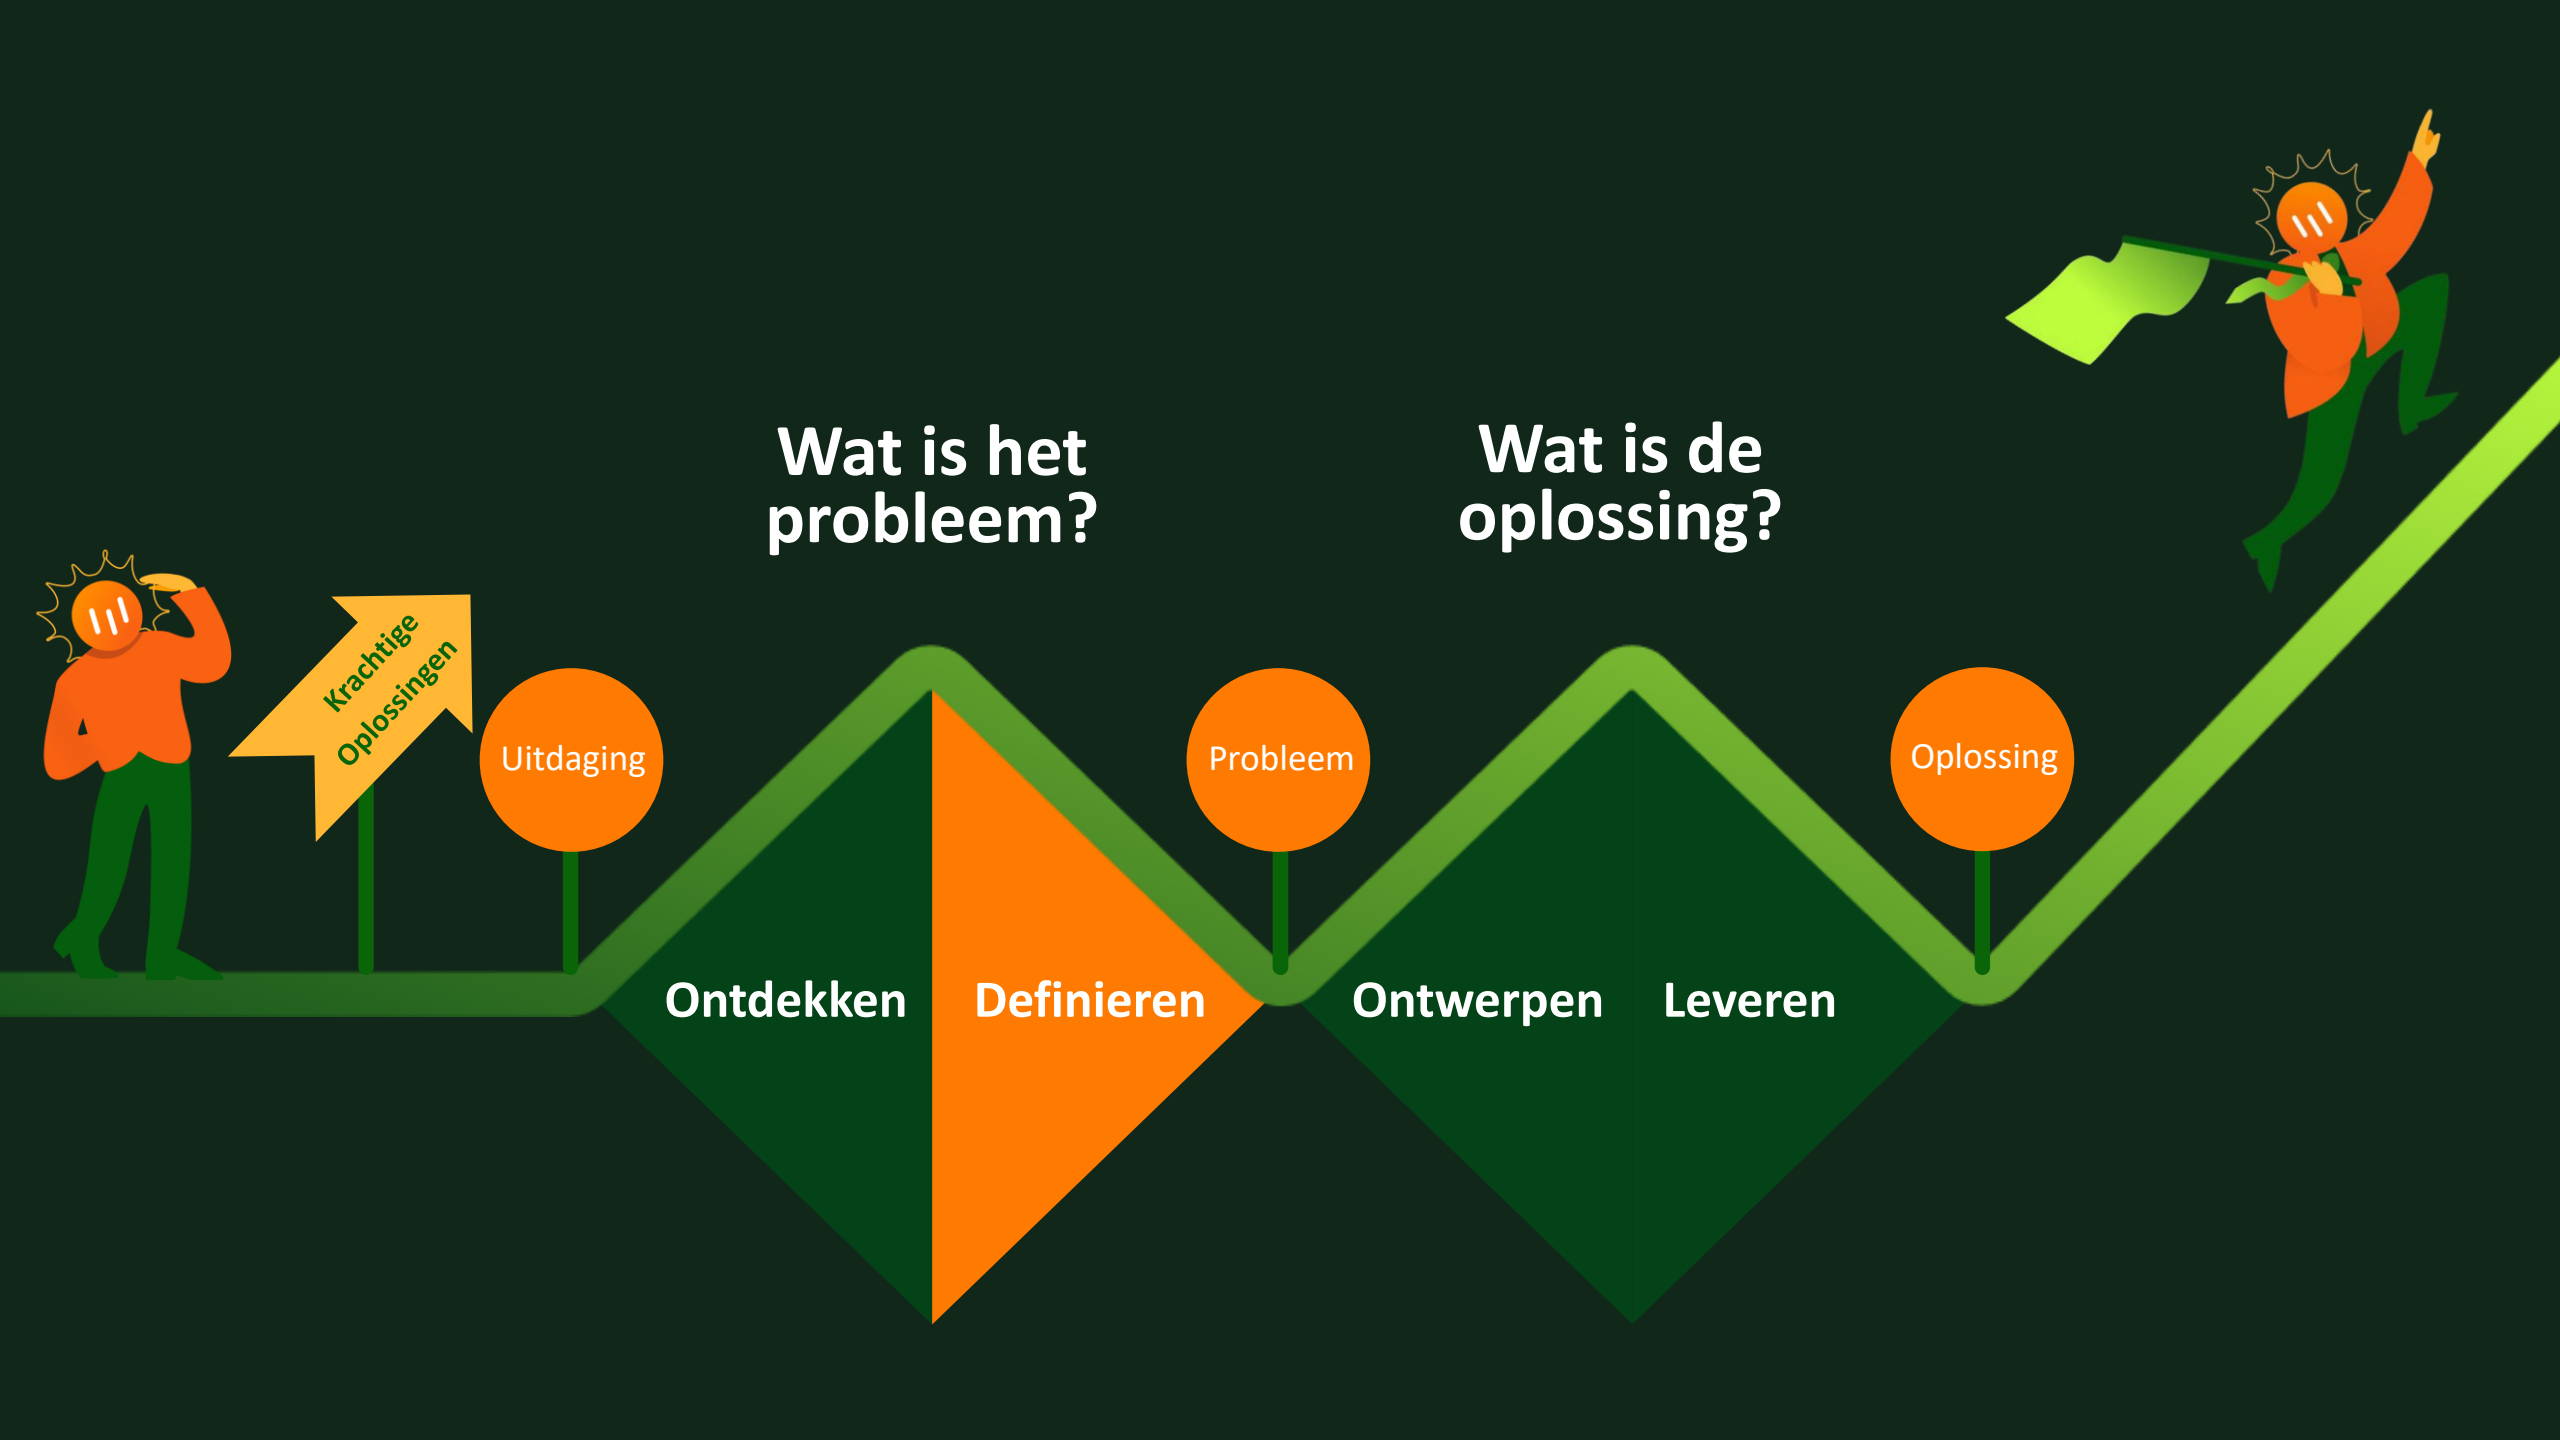 Wat is het
probleem?
Wat is de
oplossing?
Krachtige
Oplossingen
Uitdaging
Probleem
Oplossing
Ontdekken
Definieren
Ontwerpen
Leveren